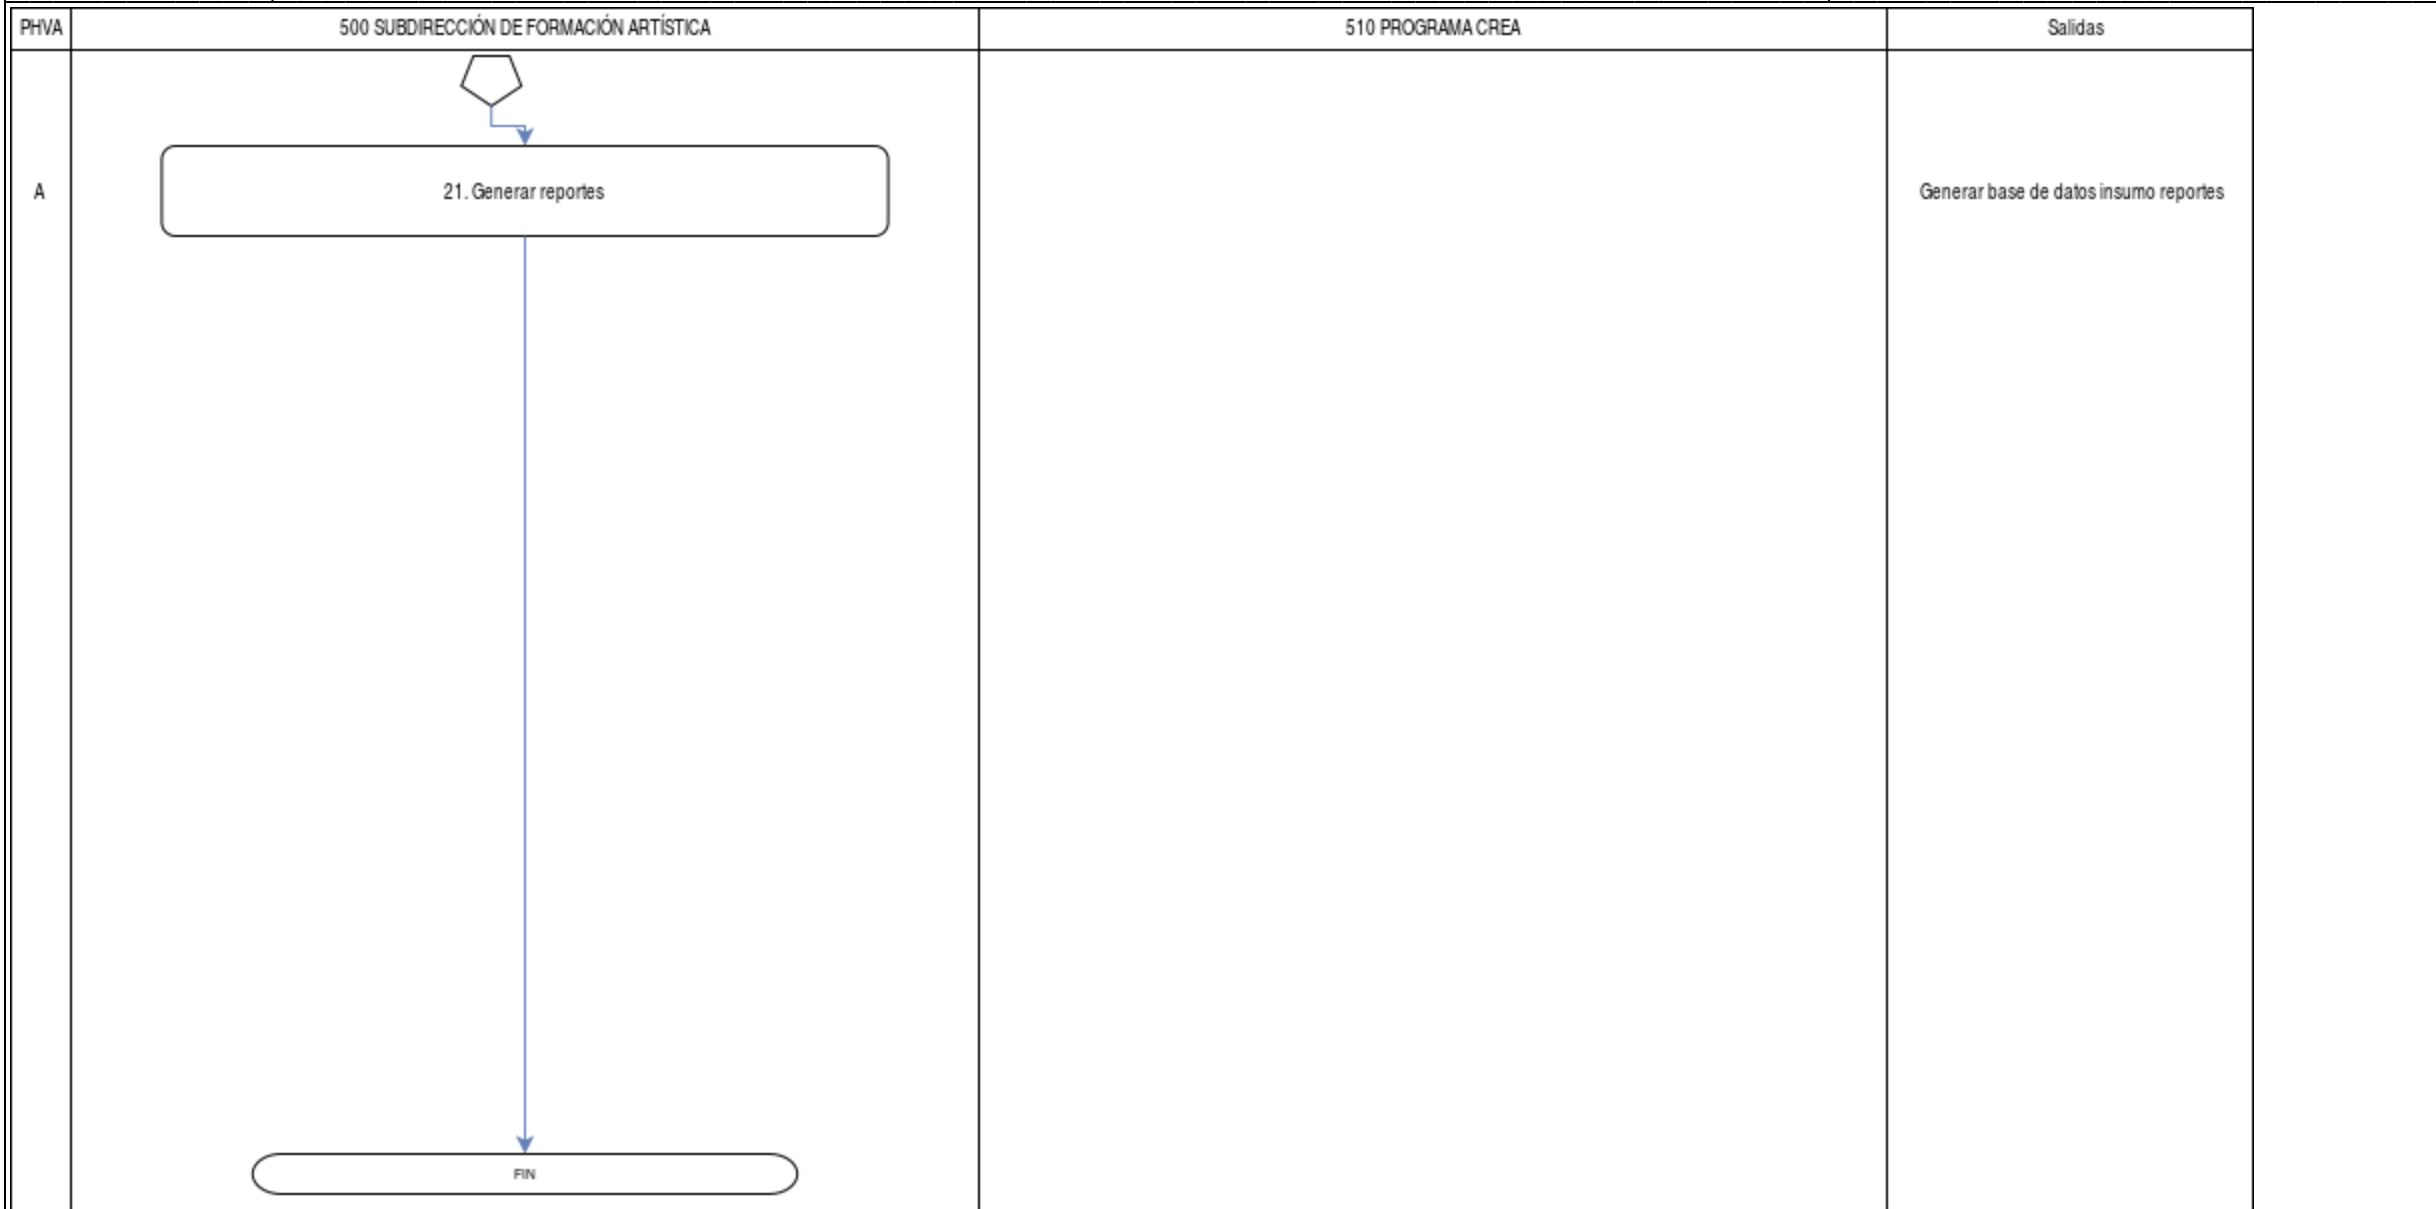 PHVA
500 SUBDIRECCIÓN DE FORMACIÓN ARTÍSTICA
510 PROGRAMA CREA
Salidas
A
21. Generar reportes
Generar base de datos insumo reportes
FIN